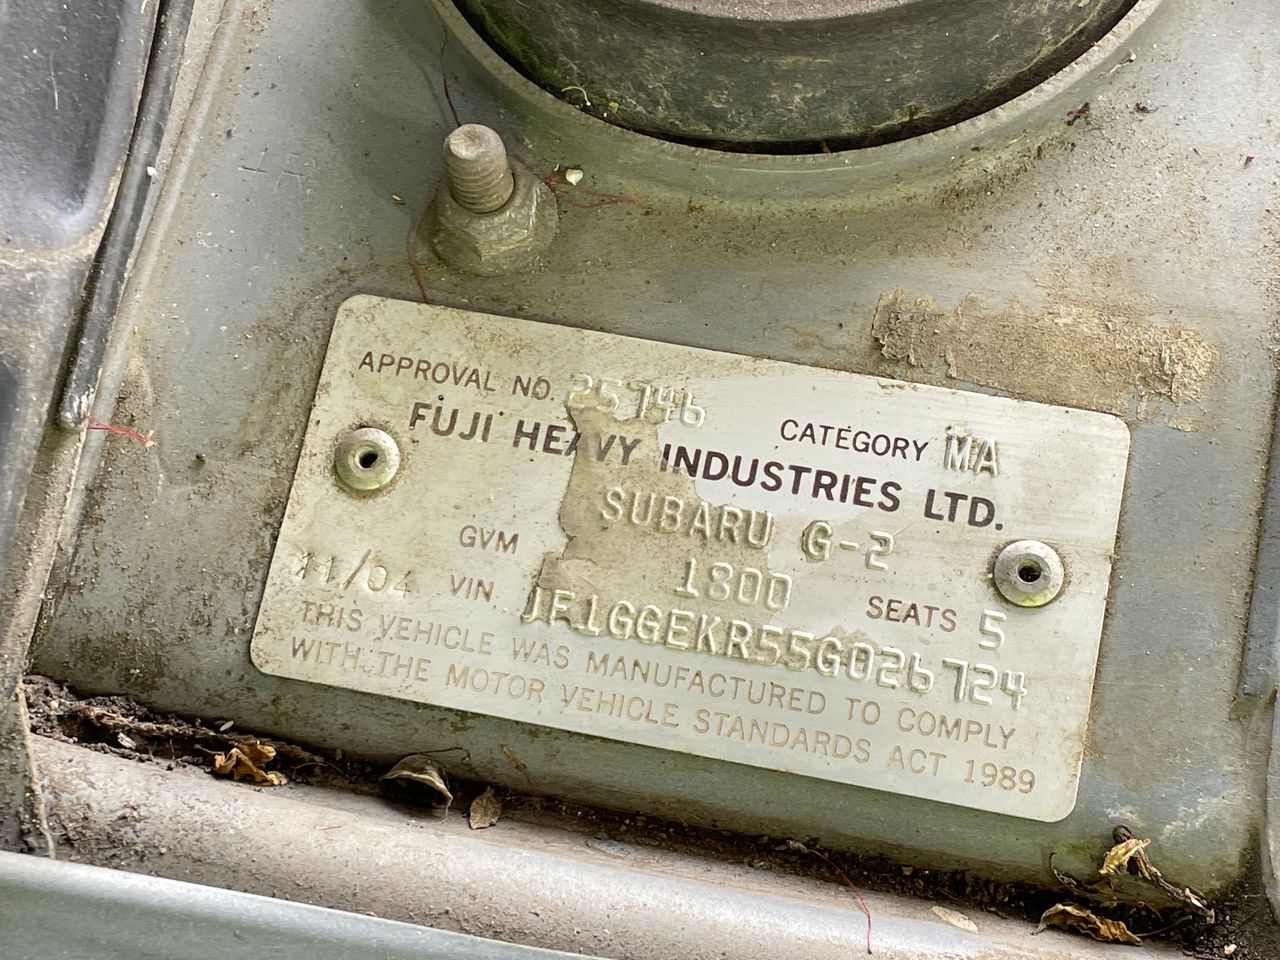 APPROVAL NO. 25746 CATEGORY MA
FUJI HEAVY INDUSTRIES LTD.
SUBARU G-2
GVM 1800 SEATS 5
11/04 VIN JF1GGEKR55G026724
THIS VEHICLE WAS MANUFACTURED TO COMPLY
WITH THE MOTOR VEHICLE STANDARDS ACT 1989